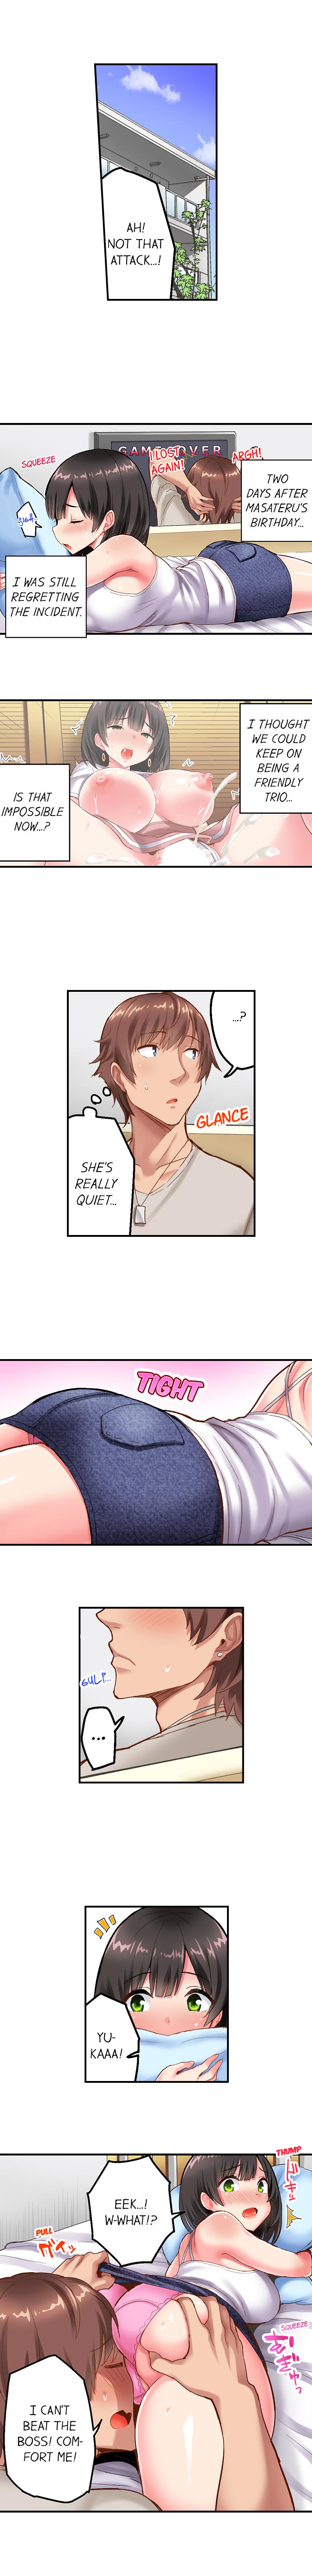 AH!
NOT THAT
ATTACK...!
GAME OVER
SQUEEZE
I LOST
AGAIN!
ARGH!
TWO
DAYS AFTER
MASATERU'S
BIRTHDAY...
SIGH
I WAS STILL
REGRETTING
THE INCIDENT.
I THOUGHT
WE COULD
KEEP ON
BEING A
FRIENDLY
TRIO...
IS THAT
IMPOSSIBLE
NOW...?
...?
GLANCE
SHE'S
REALLY
QUIET...
TIGHT
GULP...
...
YU-
KAAA!
THUMP
EEK...!
W-WHAT!?
PULL
SQUEEZE
I CAN'T
BEAT THE
BOSS! COM-
FORT ME!